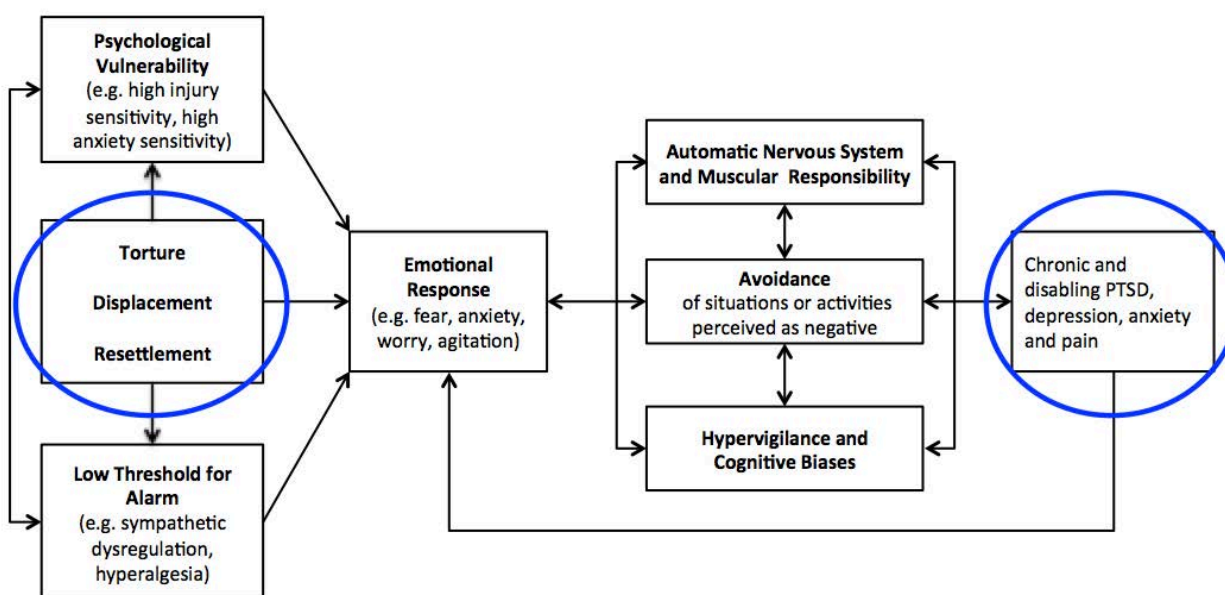 Psychological
Vulnerability
(e.g. high injury
sensitivity, high
anxiety sensitivity)
Torture
Displacement
Resettlement
Low Threshold for
Alarm
(e.g. sympathetic
dysregulation,
hyperalgesia)
Emotional
Response
(e.g. fear, anxiety,
worry, agitation)
Automatic Nervous System
and Muscular Responsibility
Avoidance
of situations or activities
perceived as negative
Hypervigilance and
Cognitive Biases
Chronic and
disabling PTSD,
depression, anxiety
and pain